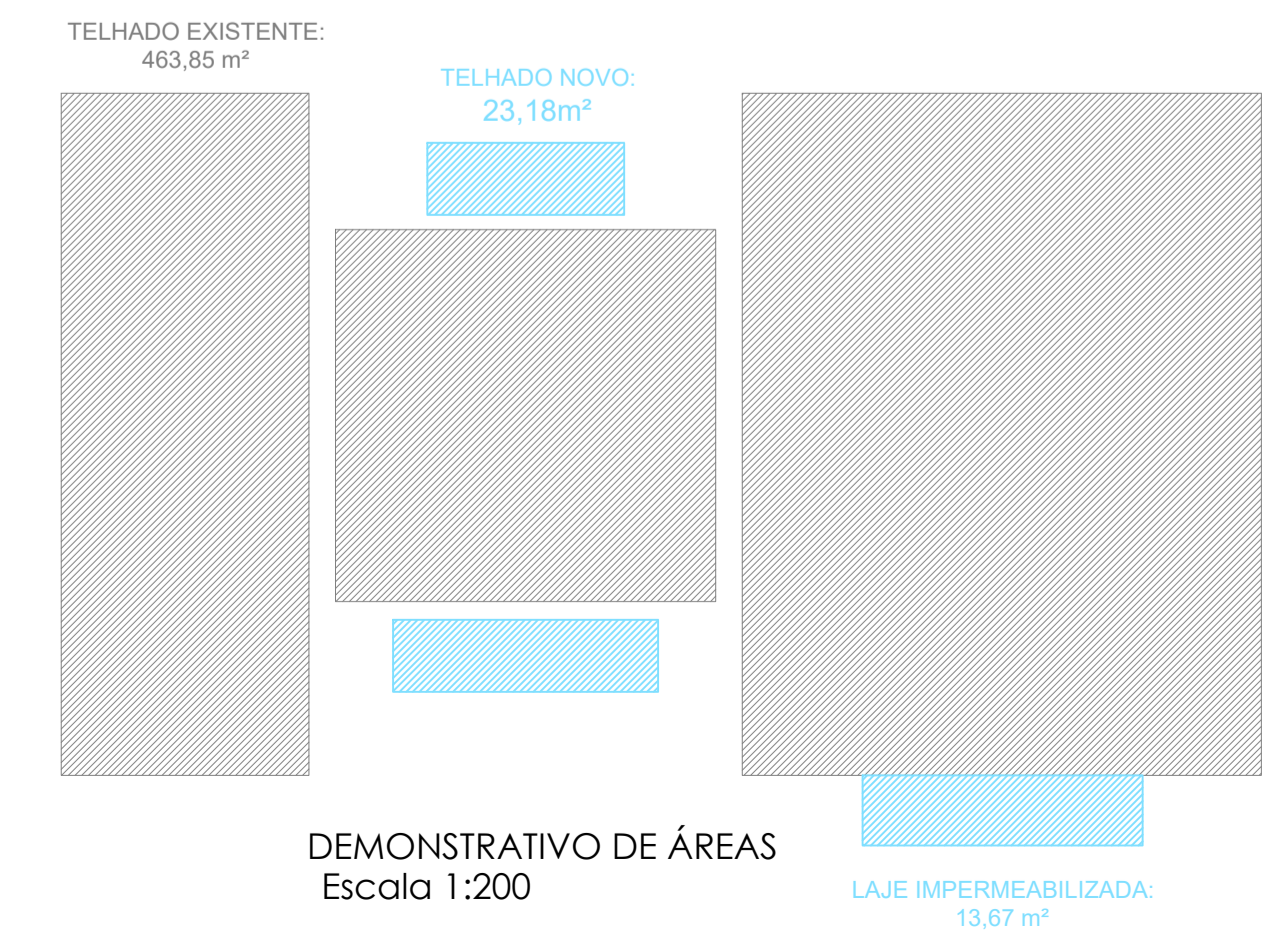 TELHADO EXISTENTE:
463,85 m²
TELHADO NOVO:
23,18m²
DEMONSTRATIVO DE ÁREAS
Escala 1:200
LAJE IMPERMEABILIZADA:
13,67 m²